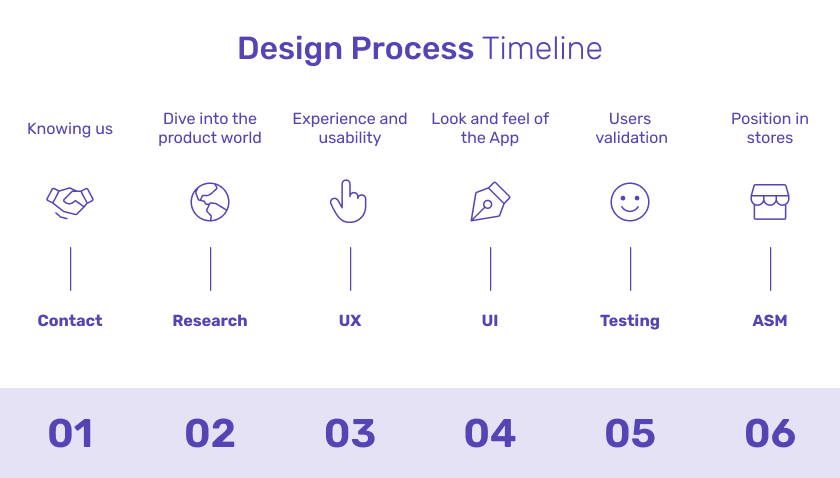 Design Process Timeline
Knowing us
Dive into the
product world
Experience and
usability
Look and feel of
the App
Users
validation
Position in
stores
Contact
Research
UX
UI
Testing
ASM
01
02
03
04
05
06